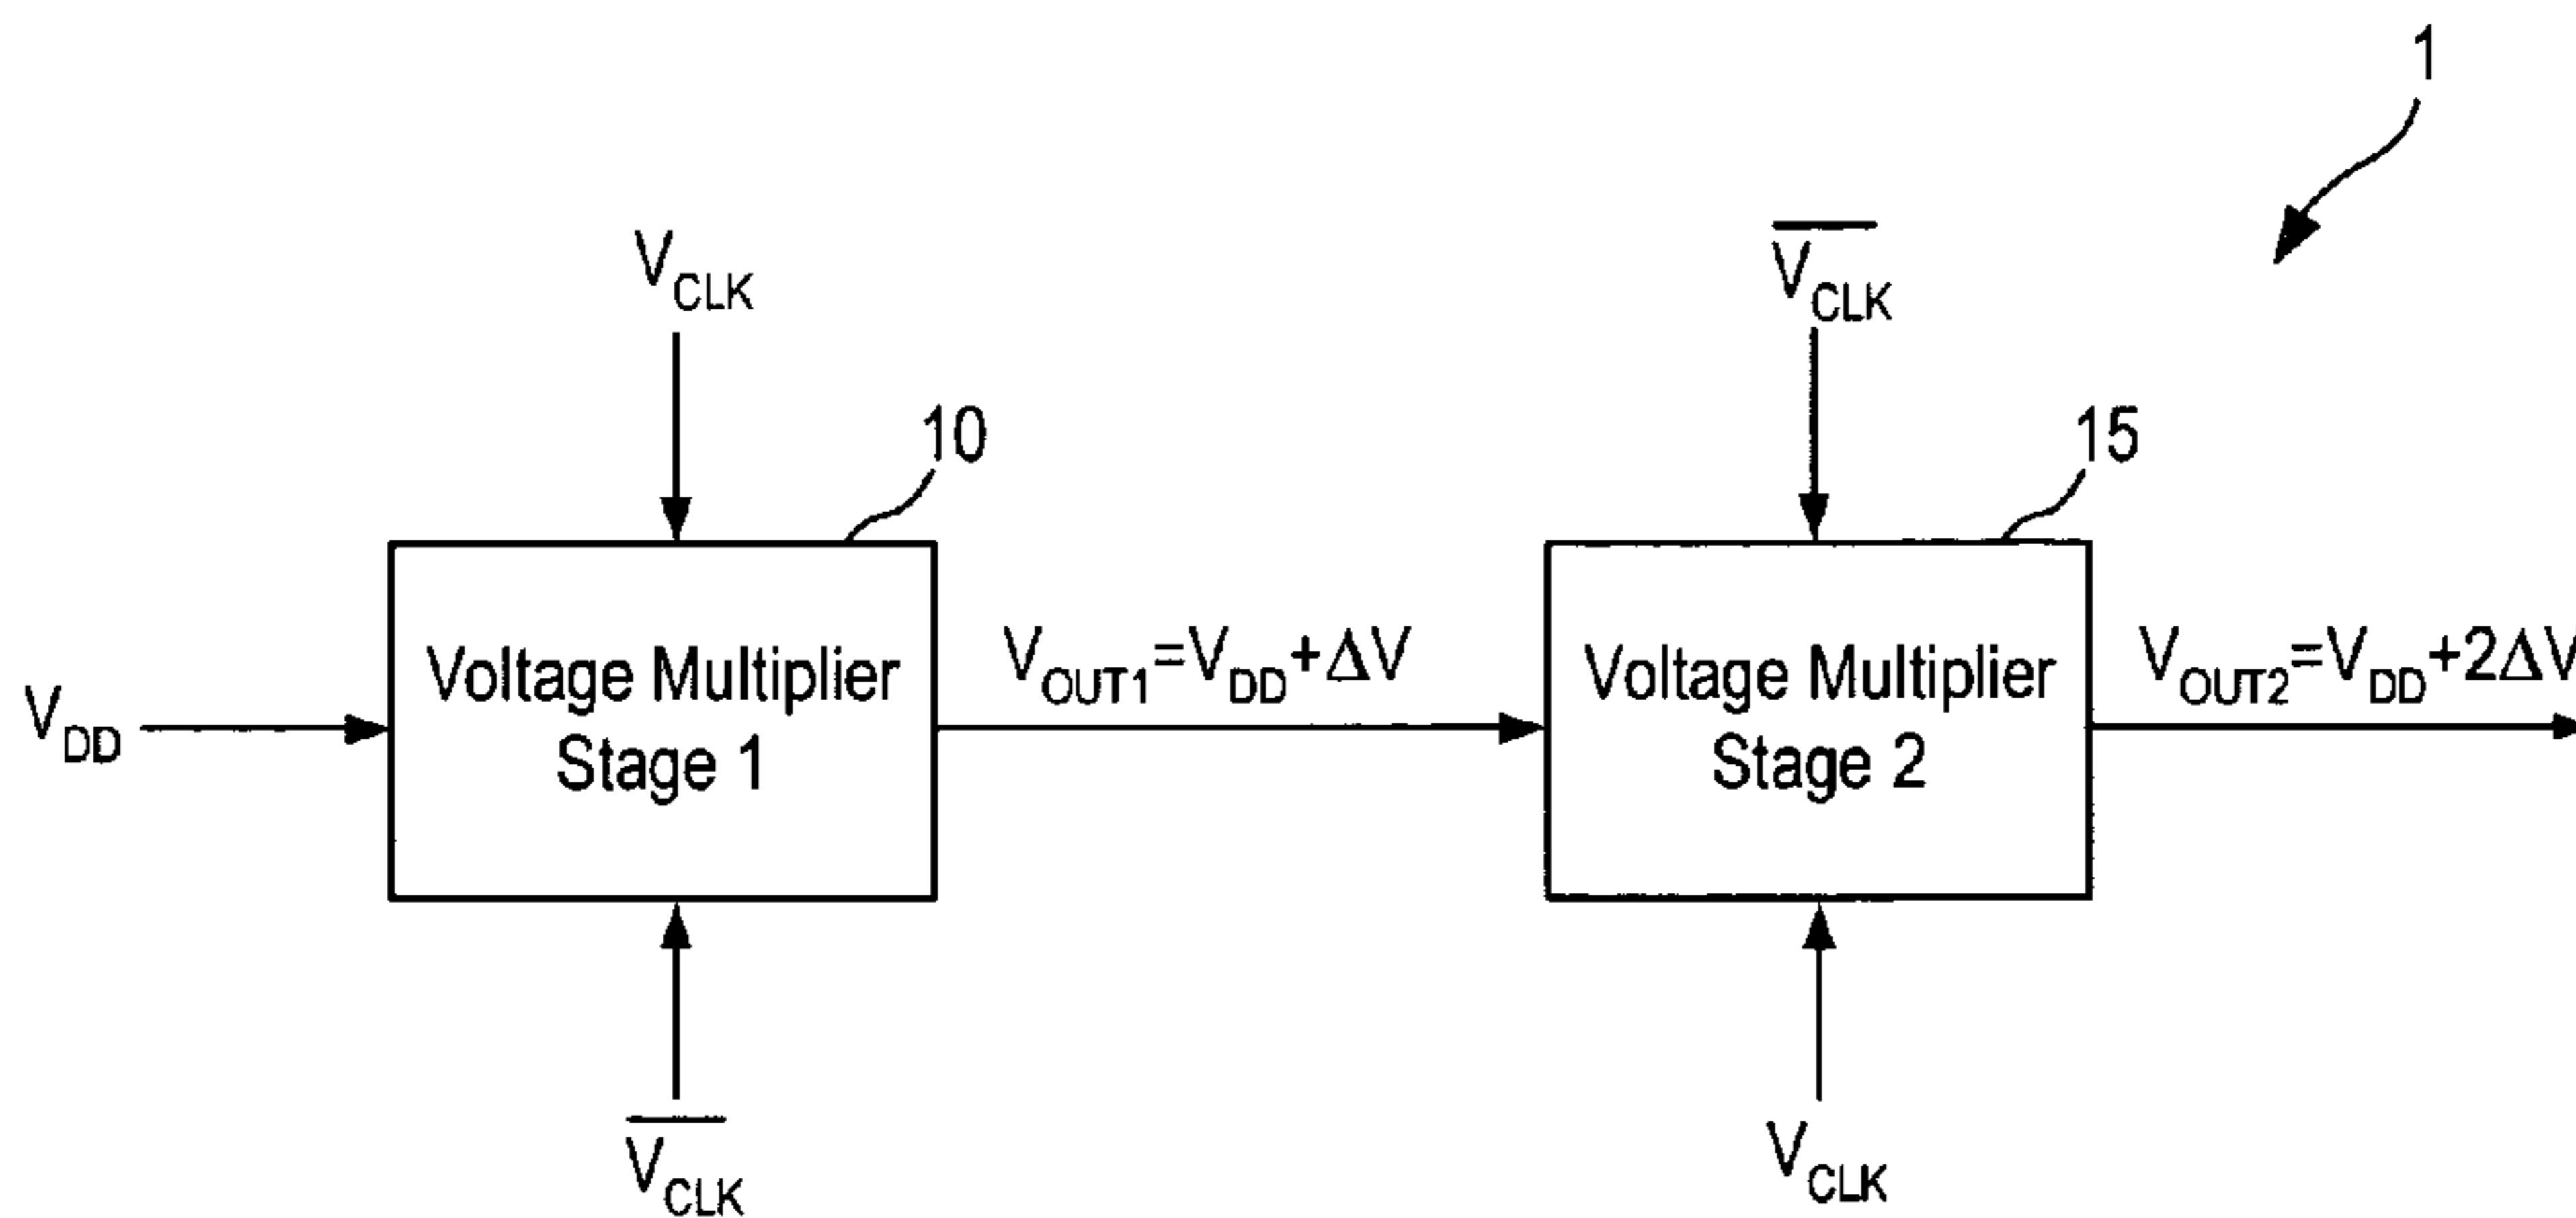 1
V_CLK
V̅_CLK
10
15
V_DD
Voltage Multiplier
Stage 1
V_OUT1=V_DD+ΔV
Voltage Multiplier
Stage 2
V_OUT2=V_DD+2ΔV
V̅_CLK
V_CLK